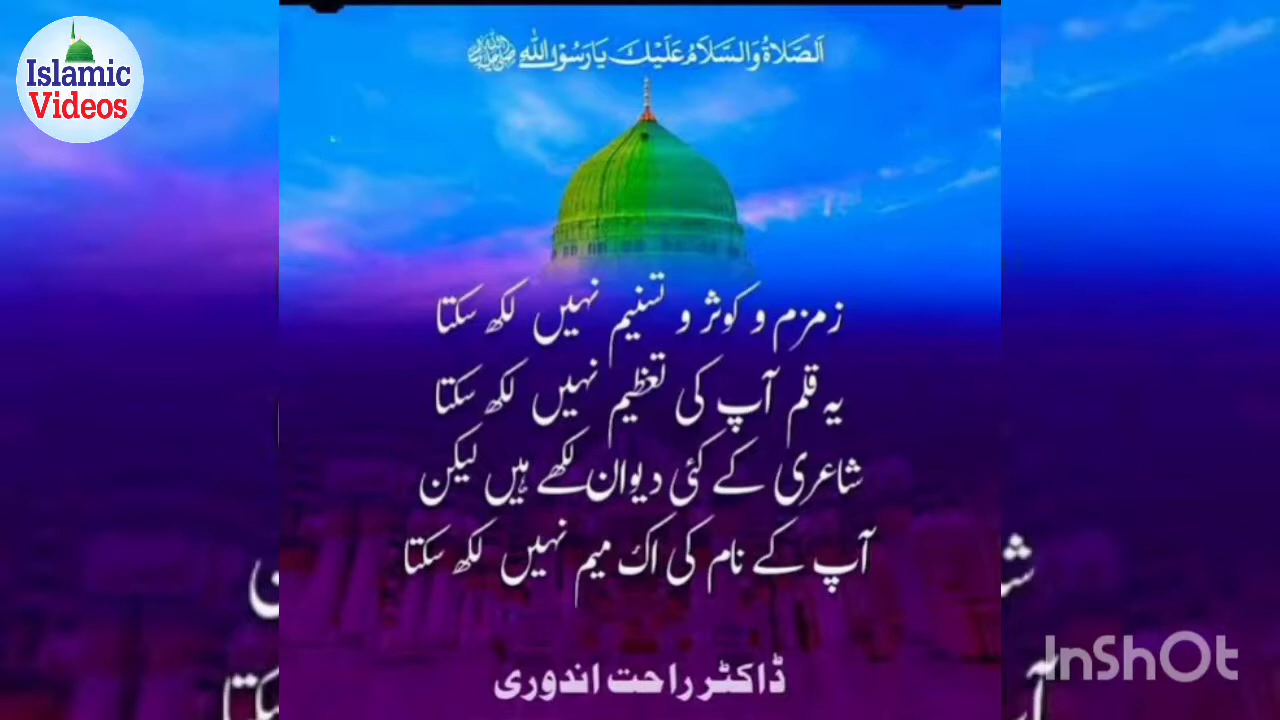 Islamic
Videos
اَلصَّلَاةُ وَالسَّلَامُ عَلَیْكَ یَارَسُوْلَ اللّٰهِ ﷺ
زمزم و کوثر و تسنیم نہیں لکھ سکتا
یہ قلم آپ کی تعظیم نہیں لکھ سکتا
شاعری کے کئی دیوان لکھے ہیں لیکن
آپ کے نام کی اک میم نہیں لکھ سکتا
ڈاکٹر راحت اندوری
InShOt